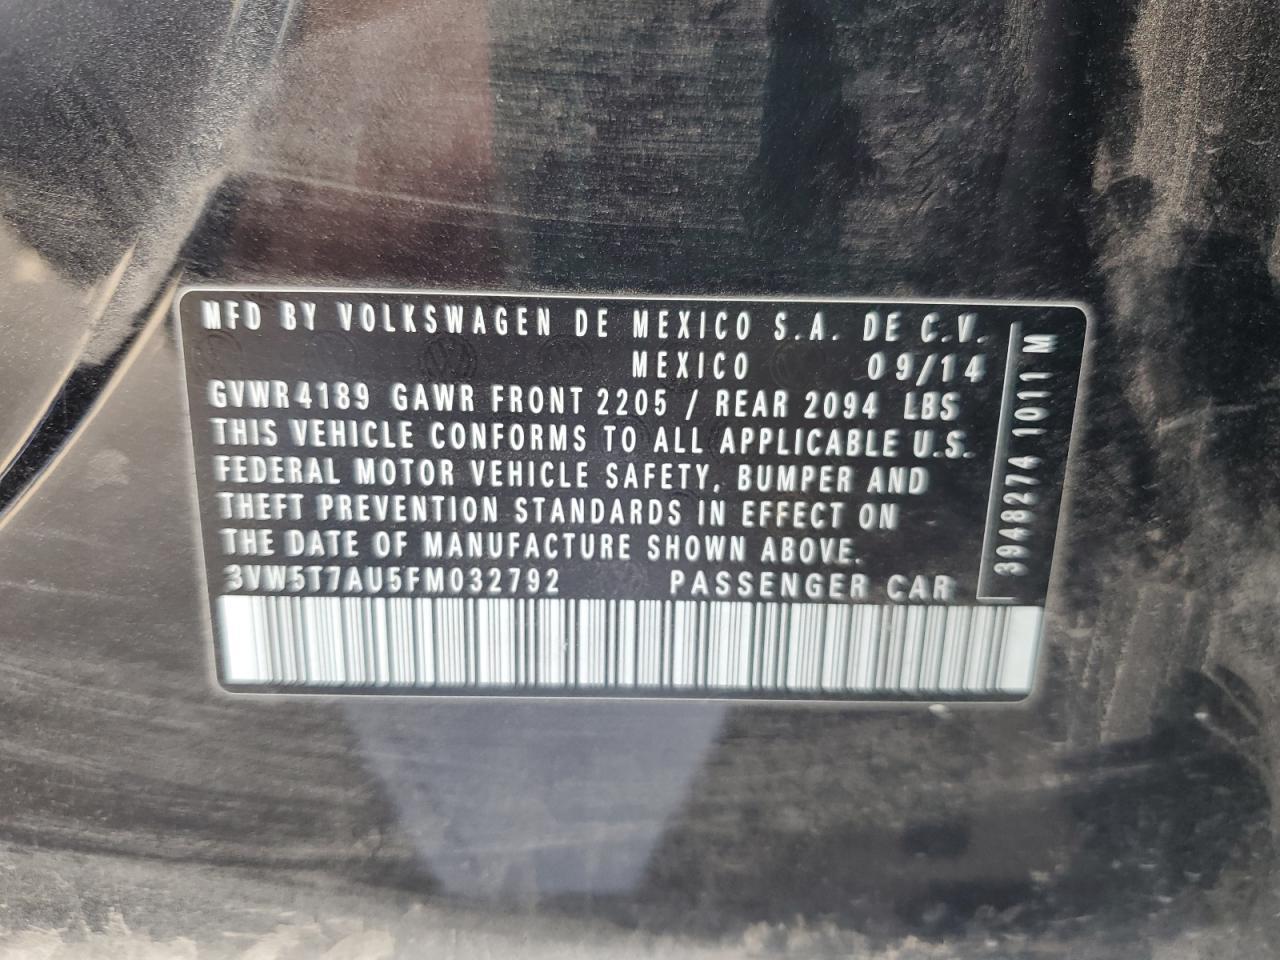 MFD BY VOLKSWAGEN DE MEXICO S.A. DE C.V.
MEXICO 09/14
GVWR 4189 GAWR FRONT 2205 / REAR 2094 LBS
THIS VEHICLE CONFORMS TO ALL APPLICABLE U.S.
FEDERAL MOTOR VEHICLE SAFETY, BUMPER AND
THEFT PREVENTION STANDARDS IN EFFECT ON
THE DATE OF MANUFACTURE SHOWN ABOVE.
3VW5T7AU5FM032792 PASSENGER CAR
3948274 1011 M